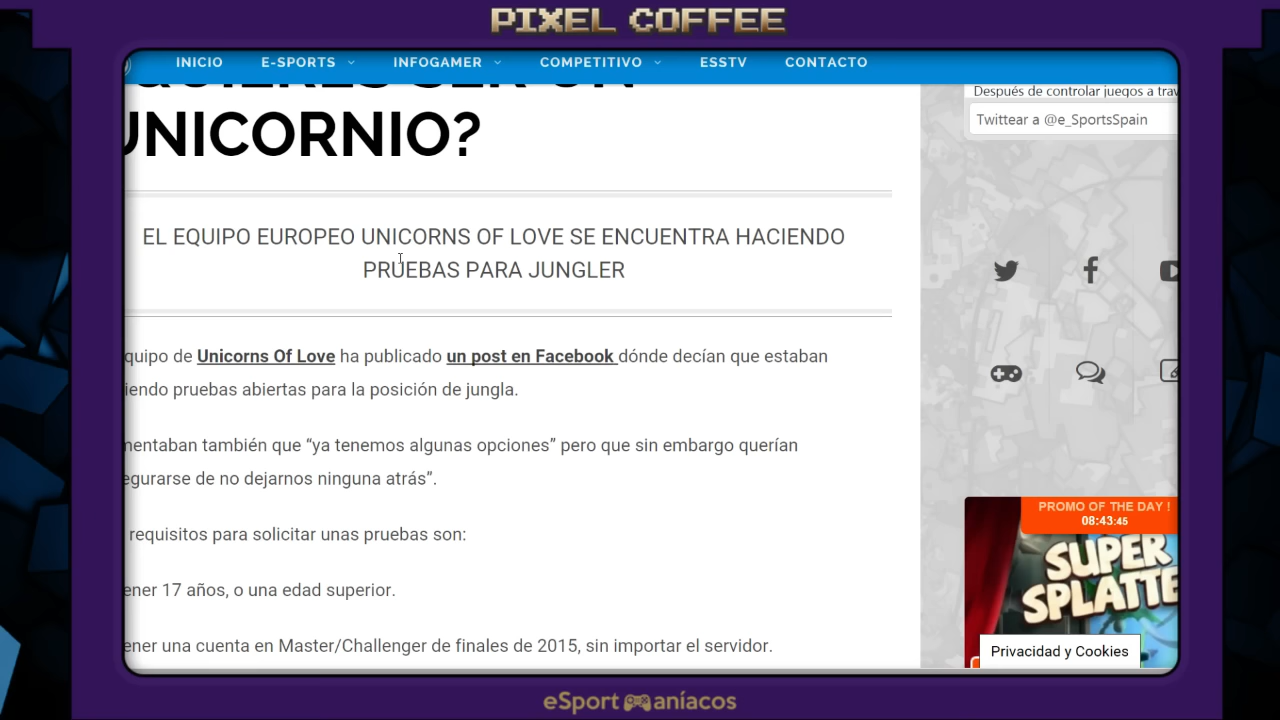 PIXEL COFFEE
INICIO E-SPORTS INFOGAMER COMPETITIVO ESSTV CONTACTO
UNICORNIO?
EL EQUIPO EUROPEO UNICORNS OF LOVE SE ENCUENTRA HACIENDO
PRUEBAS PARA JUNGLER
quipo de Unicorns Of Love ha publicado un post en Facebook dónde decían que estaban
iendo pruebas abiertas para la posición de jungla.
mentaban también que “ya tenemos algunas opciones” pero que sin embargo querían
egurarse de no dejarnos ninguna atrás”.
requisitos para solicitar unas pruebas son:
ener 17 años, o una edad superior.
ener una cuenta en Master/Challenger de finales de 2015, sin importar el servidor.
Después de controlar juegos a trav
Twittear a @e_SportsSpain
PROMO OF THE DAY !
08:43:45
SUPER
SPLATTE
Privacidad y Cookies
eSportmaníacos